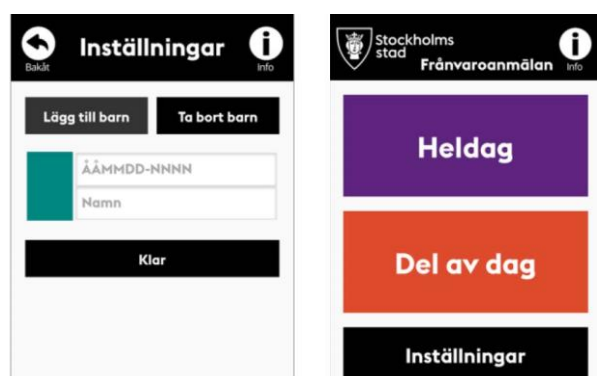 Inställningar
Bakåt
Info
Lägg till barn
Ta bort barn
ÅÅMMDD-NNNN
Namn
Klar
Stockholms
stad
Frånvaroanmälan
Info
Heldag
Del av dag
Inställningar